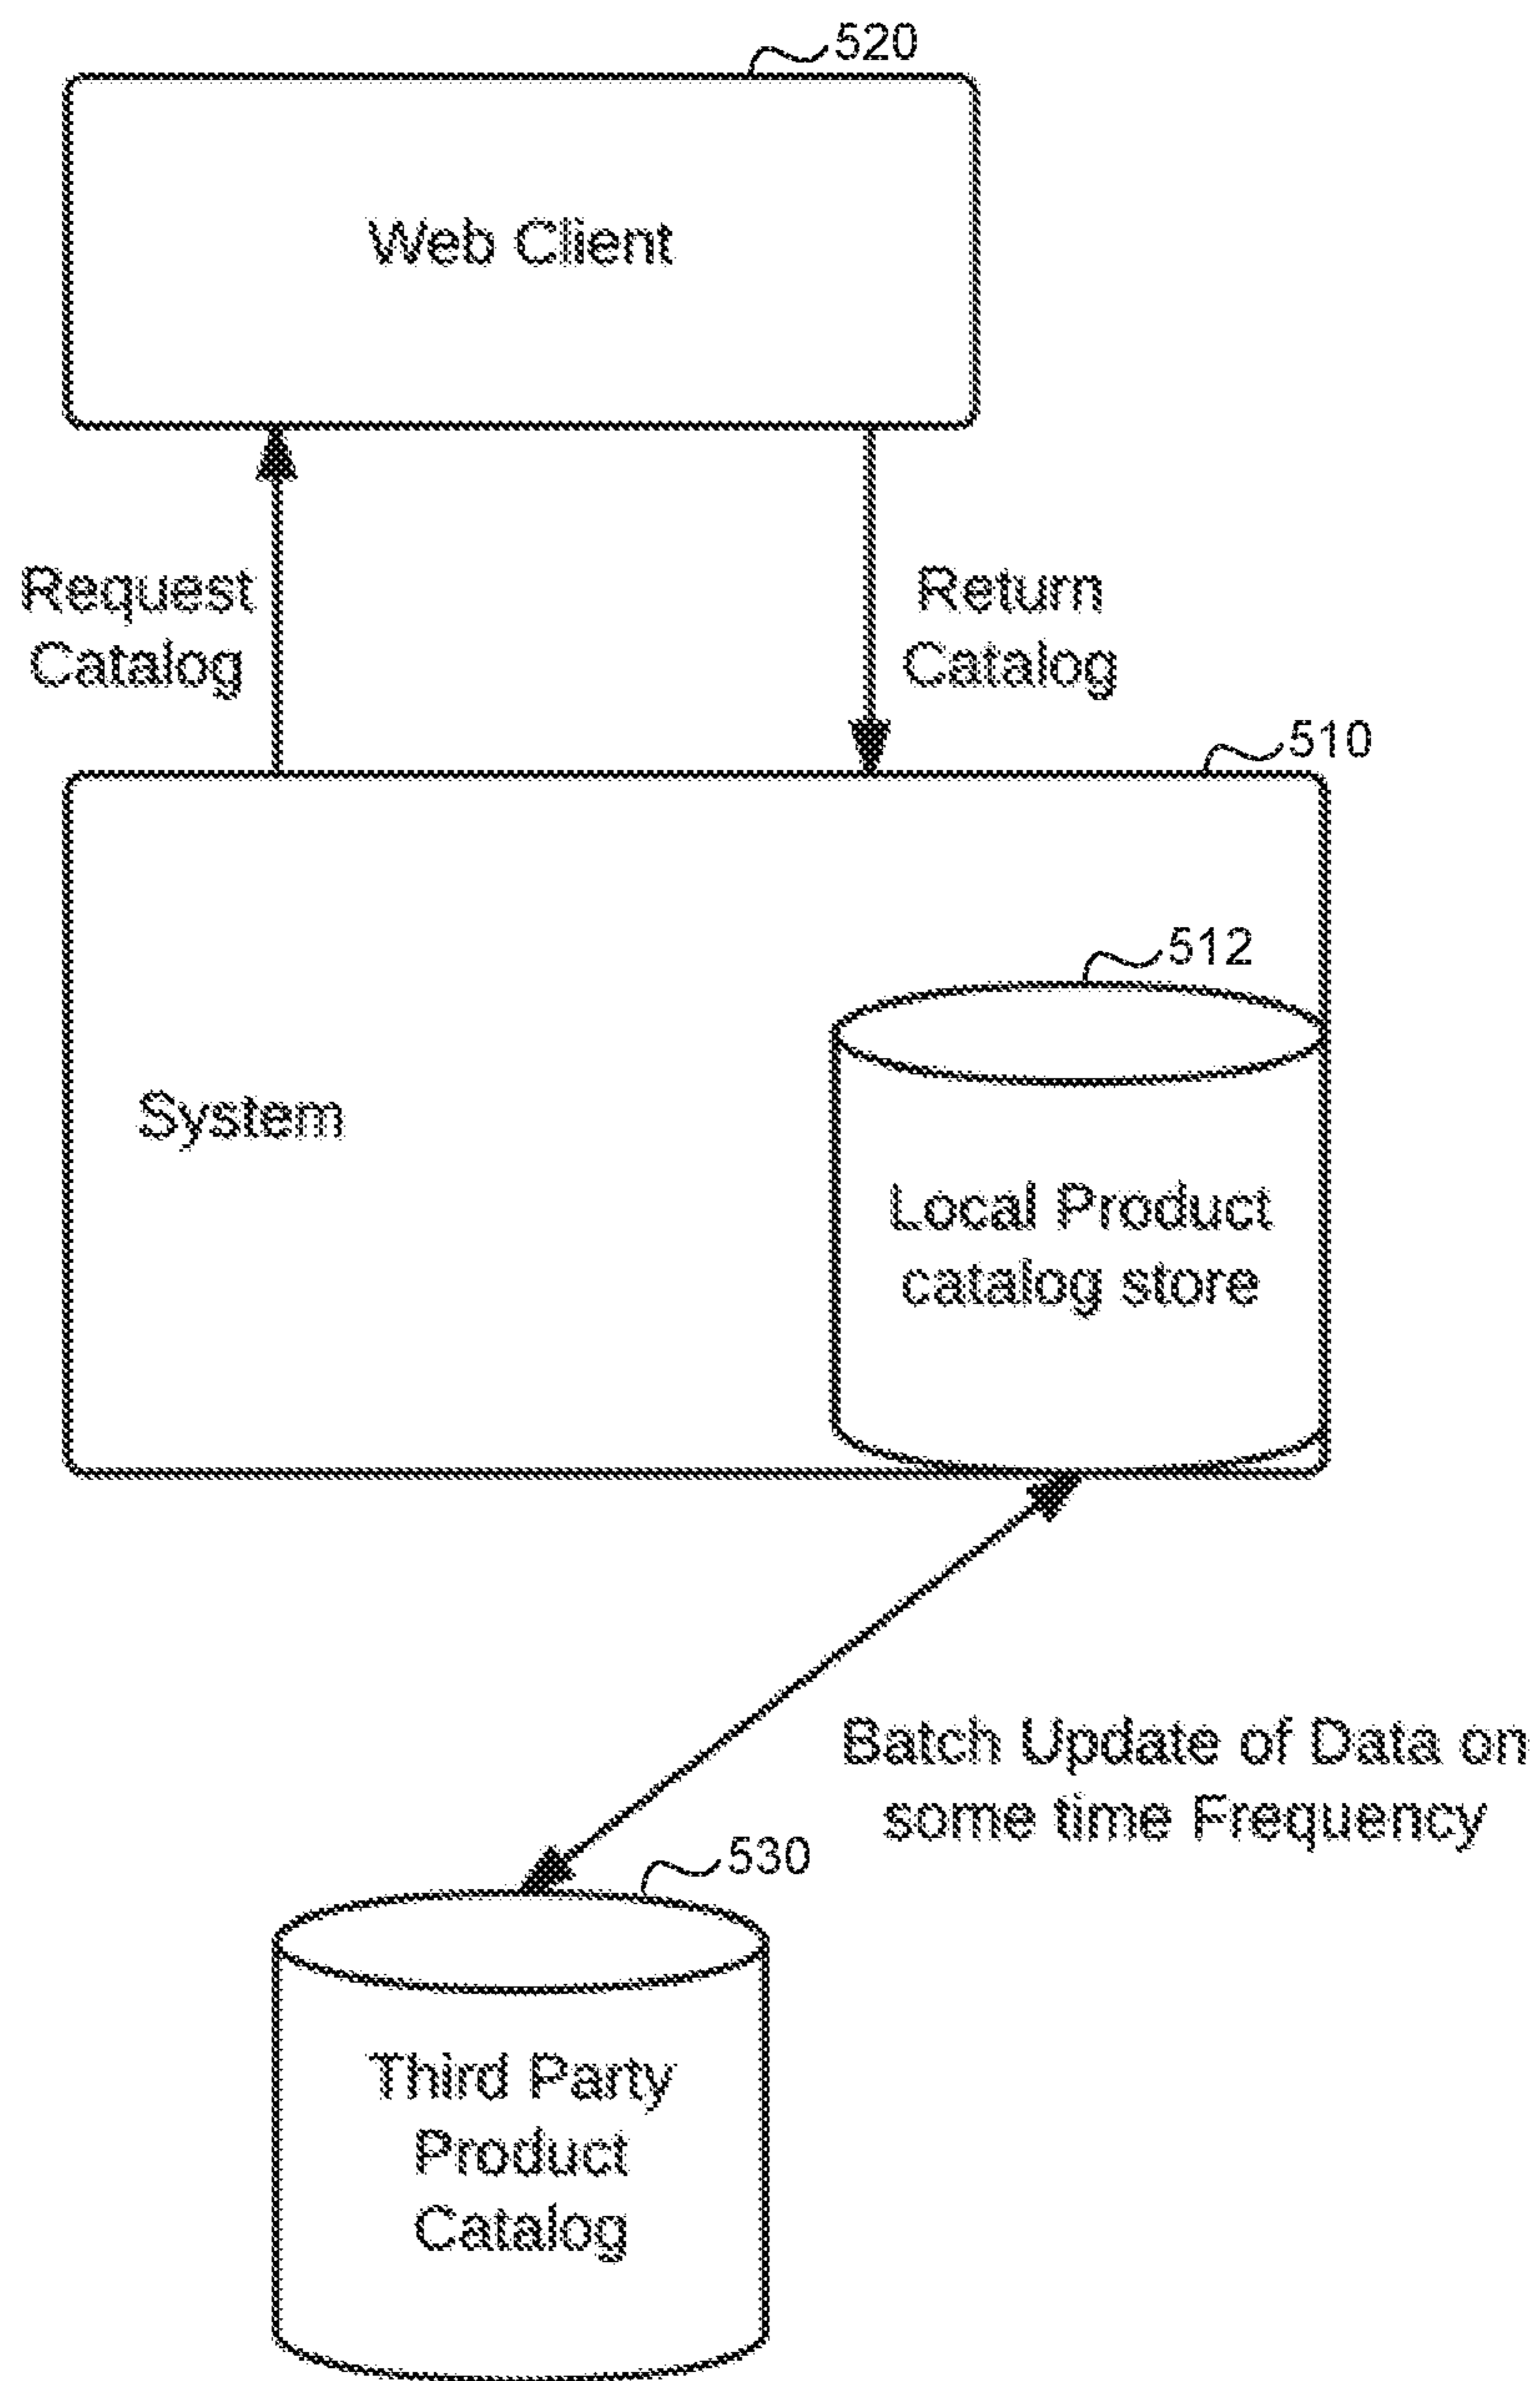 520
Web Client
Request
Catalog
Return
Catalog
510
512
System
Local Product
catalog store
Batch Update of Data on
some time Frequency
530
Third Party
Product
Catalog